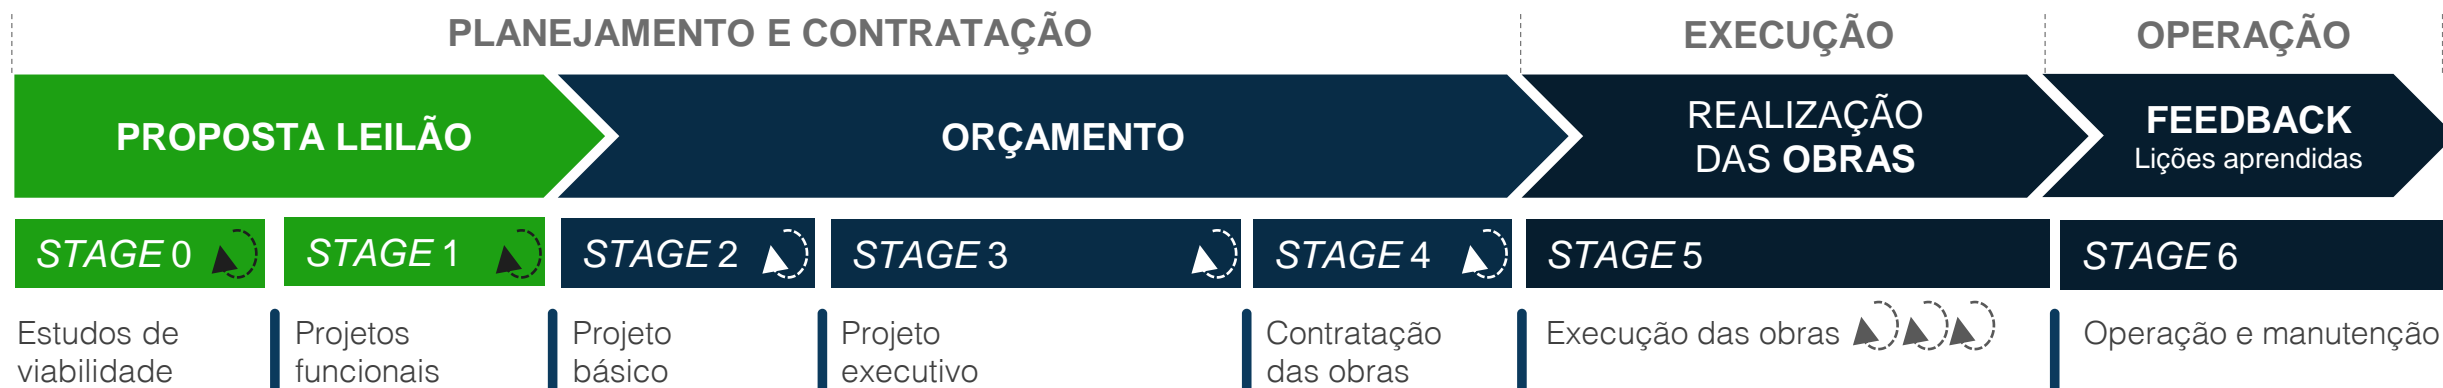 PLANEJAMENTO E CONTRATAÇÃO
EXECUÇÃO
OPERAÇÃO
PROPOSTA LEILÃO
ORÇAMENTO
REALIZAÇÃO
DAS OBRAS
FEEDBACK
Lições aprendidas
STAGE 0
STAGE 1
STAGE 2
STAGE 3
STAGE 4
STAGE 5
STAGE 6
Estudos de
viabilidade
Projetos
funcionais
Projeto
básico
Projeto
executivo
Contratação
das obras
Execução das obras
Operação e manutenção